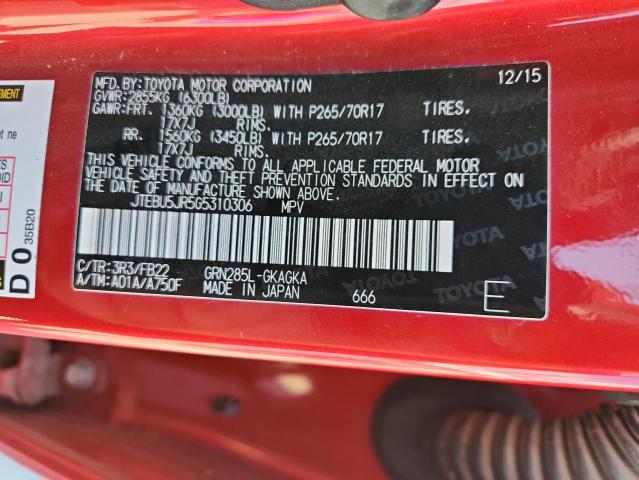 MFD. BY: TOYOTA MOTOR CORPORATION 12/15
GVWR: 2855KG (6300LB)
GAWR: FRT. 1360KG (3000LB) WITH P265/70R17 TIRES.
17X7J RIMS.
RR. 1560KG (3450LB) WITH P265/70R17 TIRES.
17X7J RIMS.
THIS VEHICLE CONFORMS TO ALL APPLICABLE FEDERAL MOTOR
VEHICLE SAFETY AND THEFT PREVENTION STANDARDS IN EFFECT
ON THE DATE OF MANUFACTURE SHOWN ABOVE.
JTEBU5JR5G5310306 MPV
C/TR: 3R3/FB22 GRN285L-GKAGKA
A/TM: A01A/A750F MADE IN JAPAN 666 E
TOYOTA
35B20
D 0